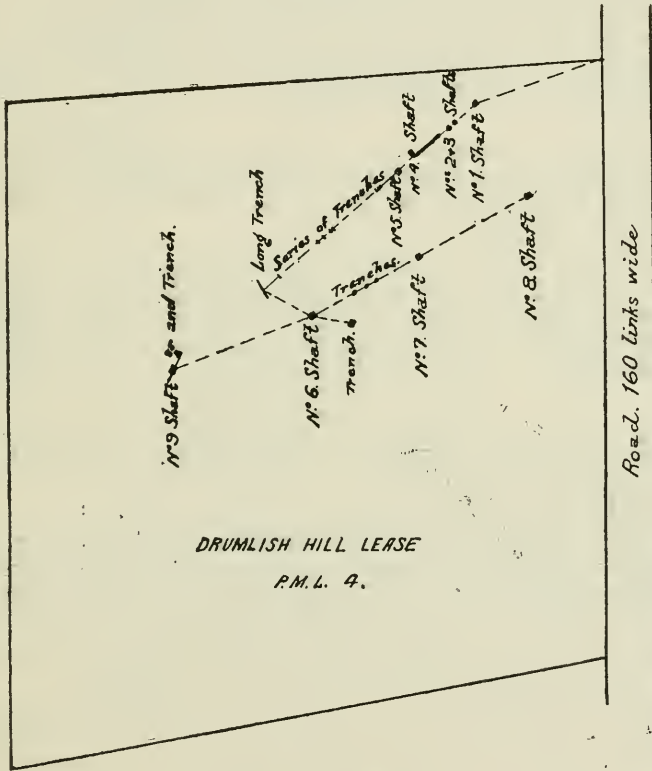 Long Trench
Series of Trenches.
Nº 5. Shaft
Nº 4. Shaft
Nºs 2+3 Shaft
Nº 1. Shaft
Nº 9 Shaft and Trench.
Trenches.
Nº 6. Shaft
Trench.
Nº 7. Shaft
Nº 8. Shaft
DRUMLISH HILL LEASE
P.M.L. 4.
Road. 160 links wide